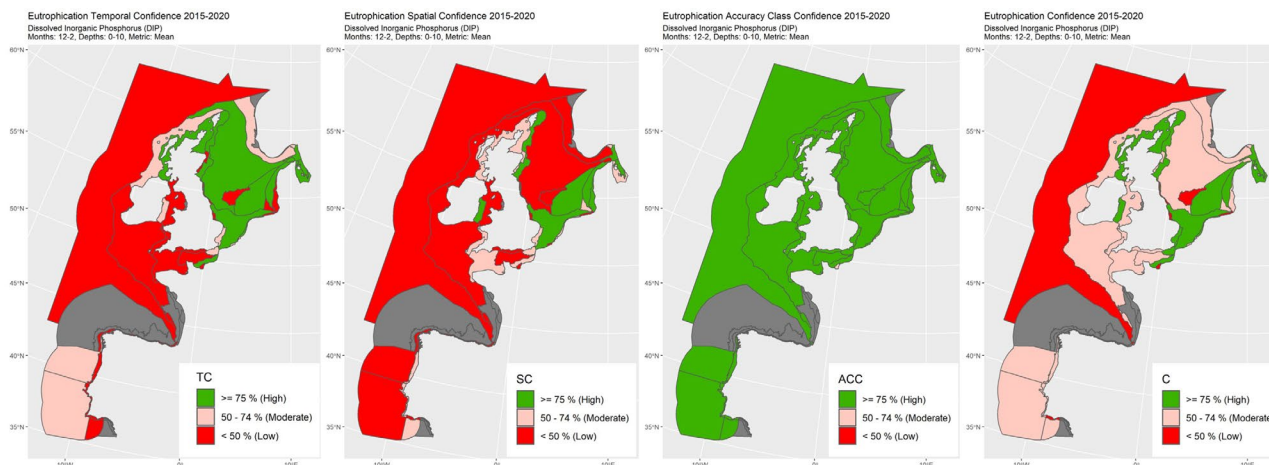 Eutrophication Temporal Confidence 2015-2020
Dissolved Inorganic Phosphorus (DIP)
Months: 12-2, Depths: 0-10, Metric: Mean
60°N
55°N
50°N
45°N
40°N
35°N
TC
>= 75 % (High)
50 - 74 % (Moderate)
< 50 % (Low)
Eutrophication Spatial Confidence 2015-2020
Dissolved Inorganic Phosphorus (DIP)
Months: 12-2, Depths: 0-10, Metric: Mean
60°N
55°N
50°N
45°N
40°N
35°N
SC
>= 75 % (High)
50 - 74 % (Moderate)
< 50 % (Low)
Eutrophication Accuracy Class Confidence 2015-2020
Dissolved Inorganic Phosphorus (DIP)
Months: 12-2, Depths: 0-10, Metric: Mean
60°N
55°N
50°N
45°N
40°N
35°N
ACC
>= 75 % (High)
50 - 74 % (Moderate)
< 50 % (Low)
Eutrophication Confidence 2015-2020
Dissolved Inorganic Phosphorus (DIP)
Months: 12-2, Depths: 0-10, Metric: Mean
60°N
55°N
50°N
45°N
40°N
35°N
C
>= 75 % (High)
50 - 74 % (Moderate
< 50 % (Low)